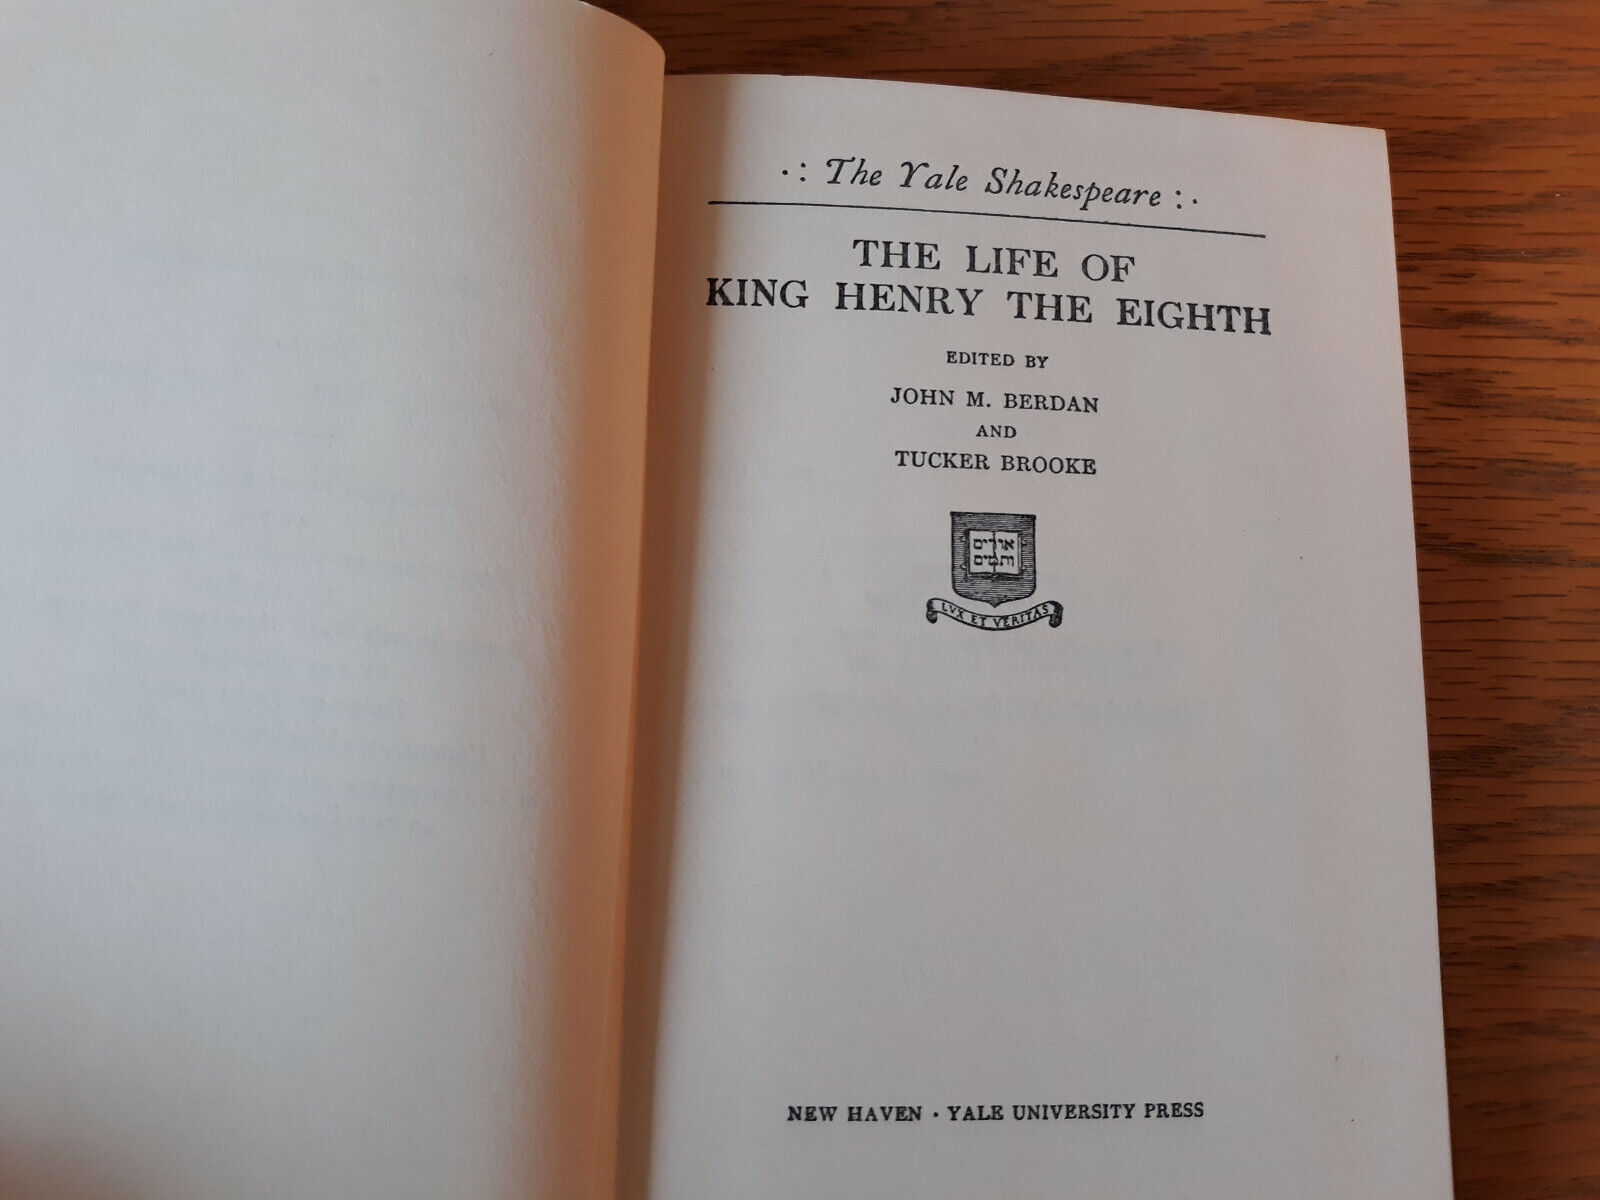 ·: The Yale Shakespeare :·
THE LIFE OF
KING HENRY THE EIGHTH
EDITED BY
JOHN M. BERDAN
AND
TUCKER BROOKE
אורים
ותמים
LVX ET VERITAS
NEW HAVEN · YALE UNIVERSITY PRESS